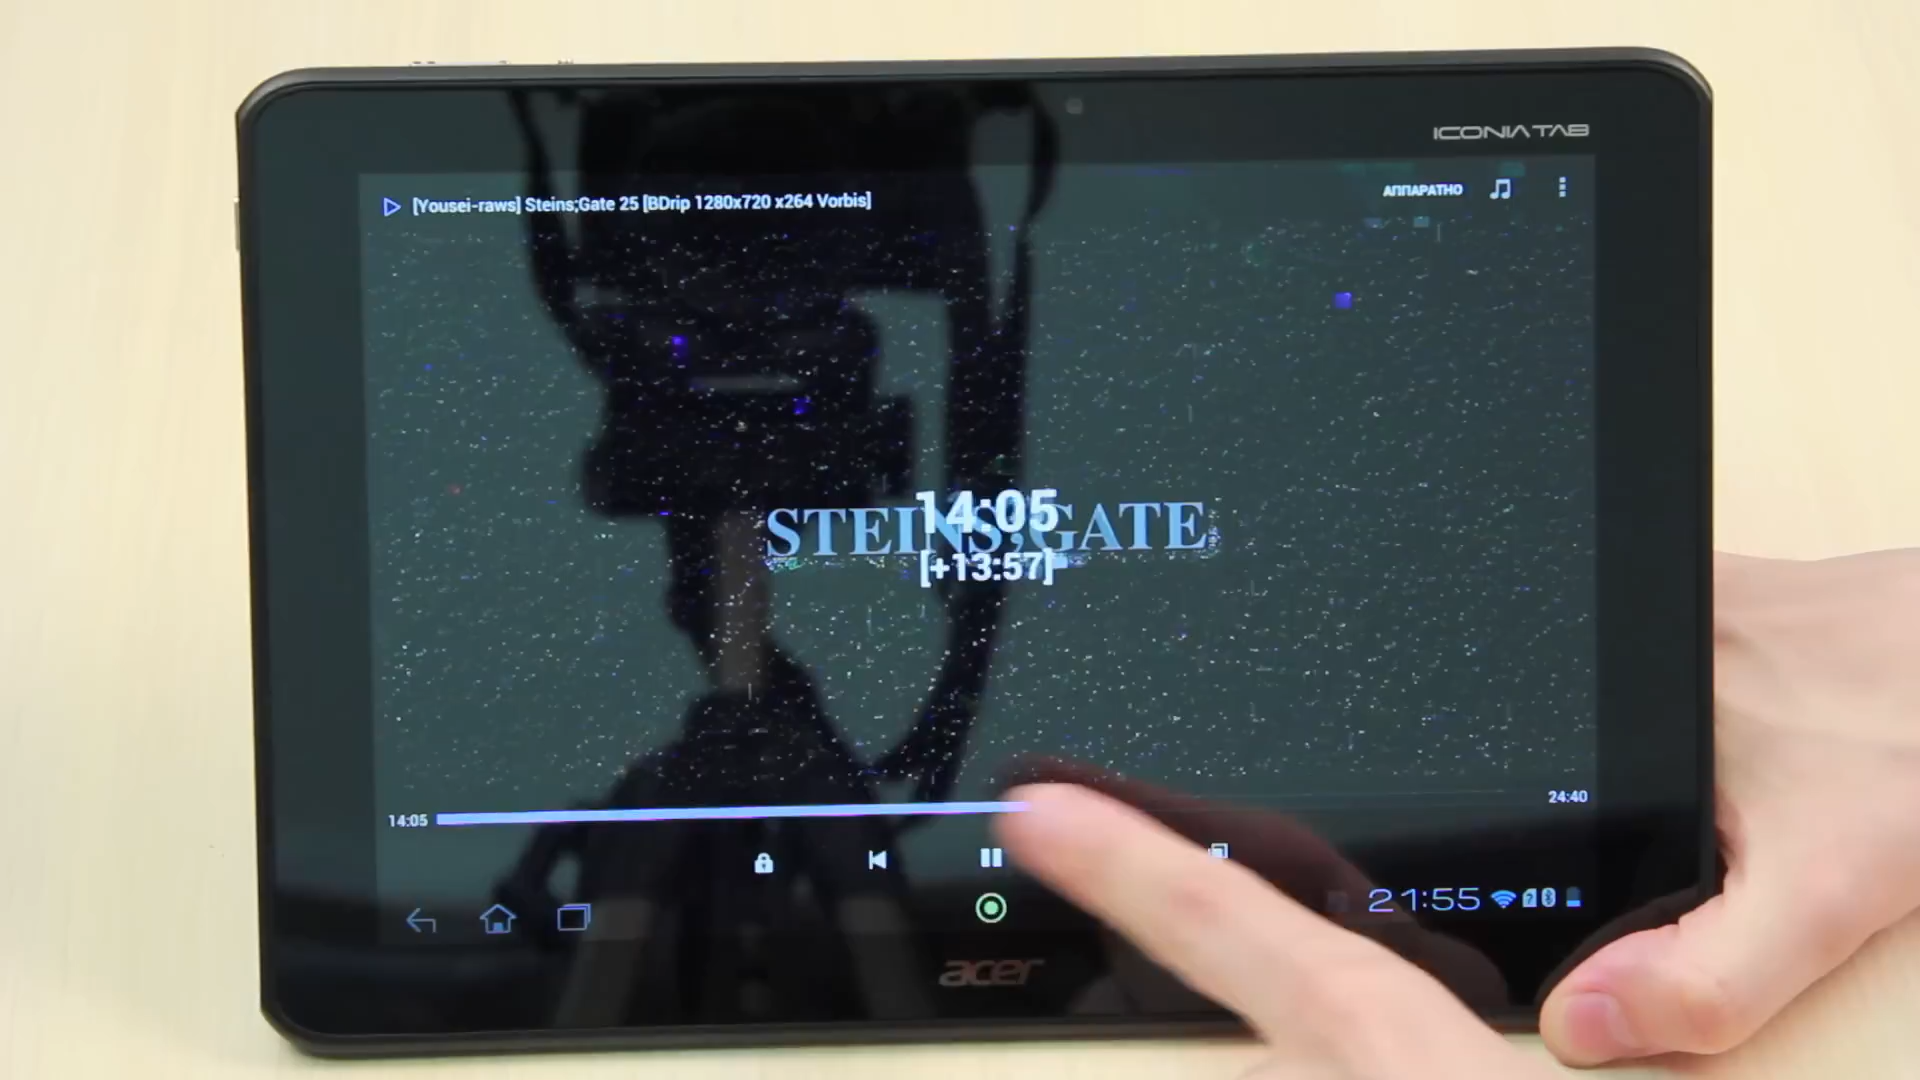 ICONIA TAB
[Yousei-raws] Steins;Gate 25 [BDrip 1280x720 x264 Vorbis]
АППАРАТНО
14:05
STEINS;GATE
[+13:57]
14:05
24:40
21:55
acer